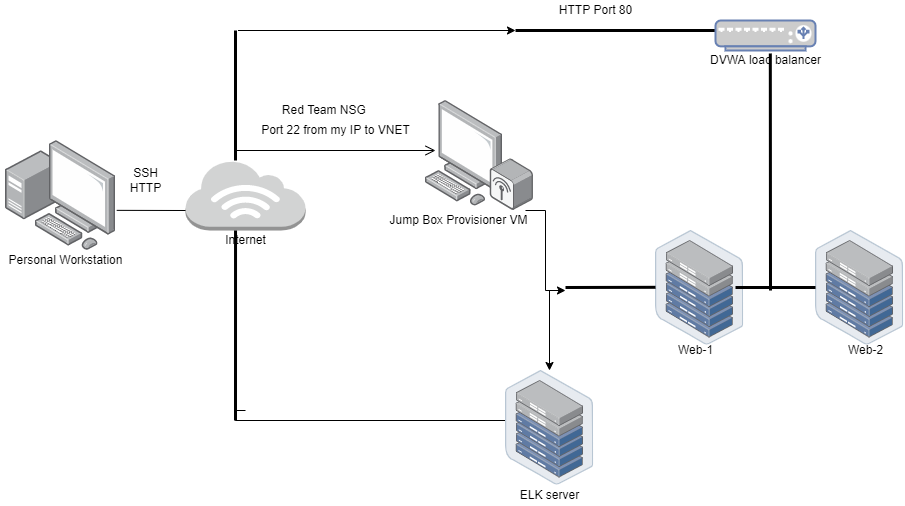 HTTP Port 80
DVWA load balancer
Red Team NSG
Port 22 from my IP to VNET
SSH
HTTP
Jump Box Provisioner VM
Internet
Personal Workstation
Web-1
Web-2
ELK server